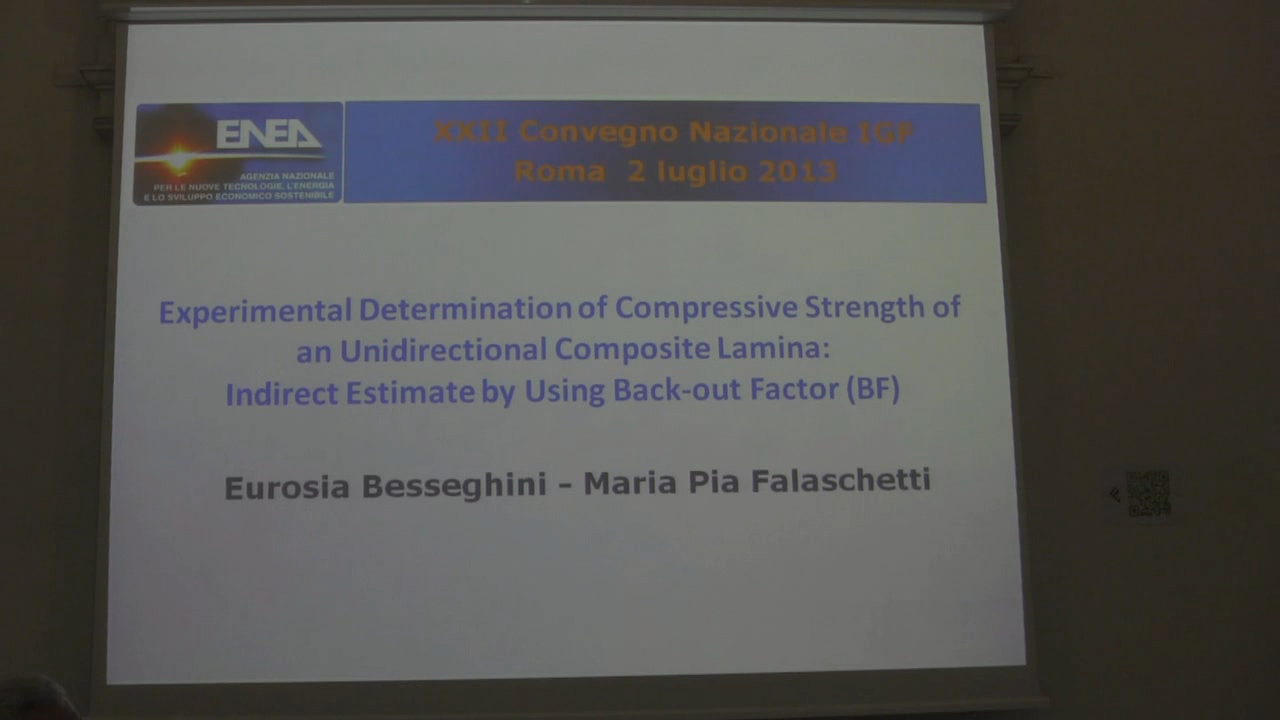 ENEA
AGENZIA NAZIONALE
PER LE NUOVE TECNOLOGIE, L'ENERGIA
E LO SVILUPPO ECONOMICO SOSTENIBILE
XXII Convegno Nazionale IGF
Roma 2 luglio 2013
Experimental Determination of Compressive Strength of
an Unidirectional Composite Lamina:
Indirect Estimate by Using Back-out Factor (BF)
Eurosia Besseghini - Maria Pia Falaschetti